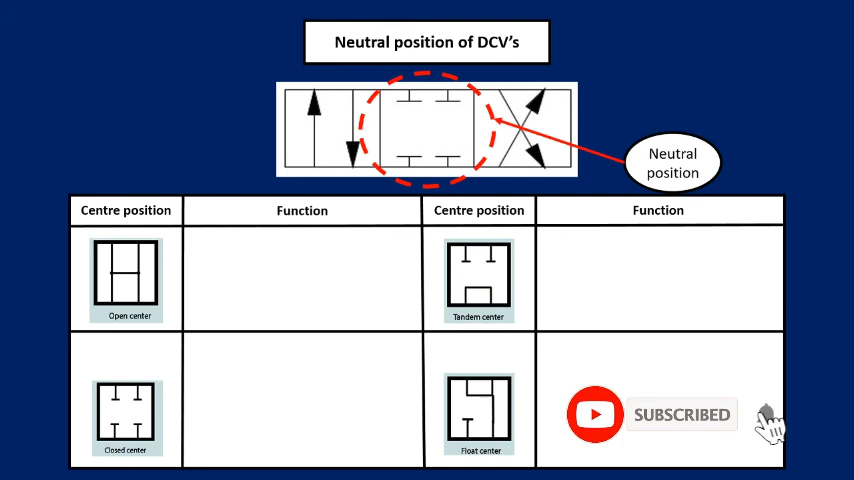 Neutral position of DCV's
Neutral
position
Centre position
Function
Centre position
Function
Open center
Tandem center
Closed center
Float center
SUBSCRIBED